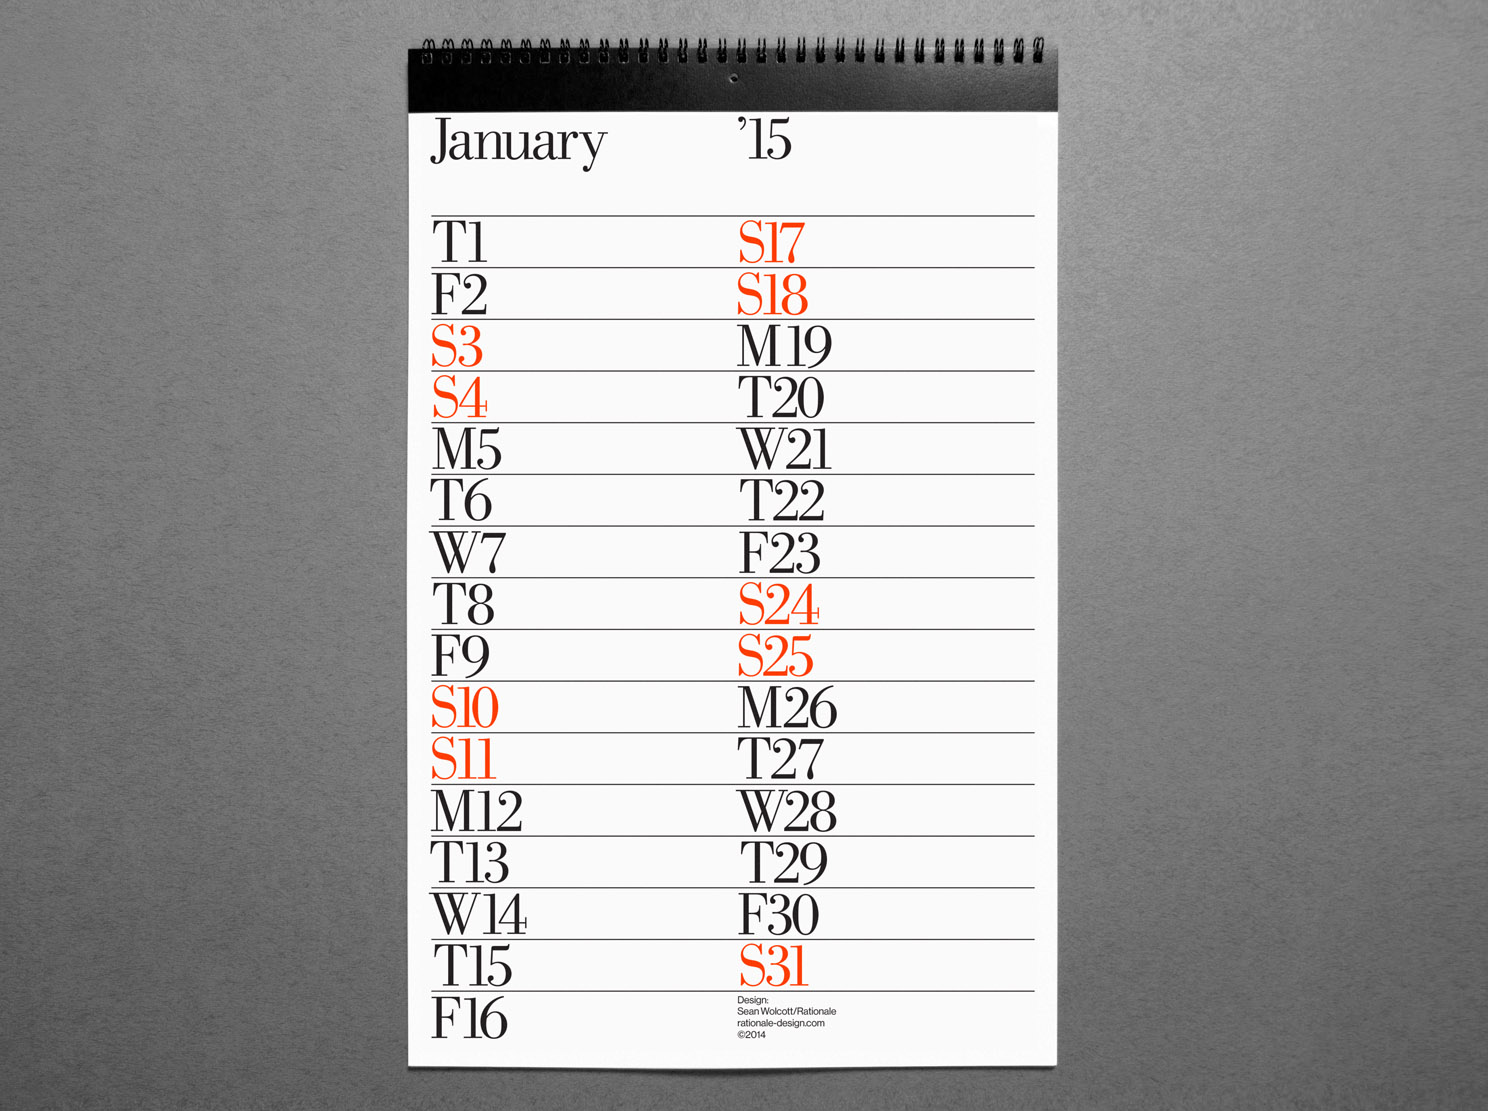 January ’15
T1
F2
S3
S4
M5
T6
W7
T8
F9
S10
S11
M12
T13
W14
T15
F16
S17
S18
M19
T20
W21
T22
F23
S24
S25
M26
T27
W28
T29
F30
S31
Design:
Sean Wolcott/Rationale
rationale-design.com
©2014